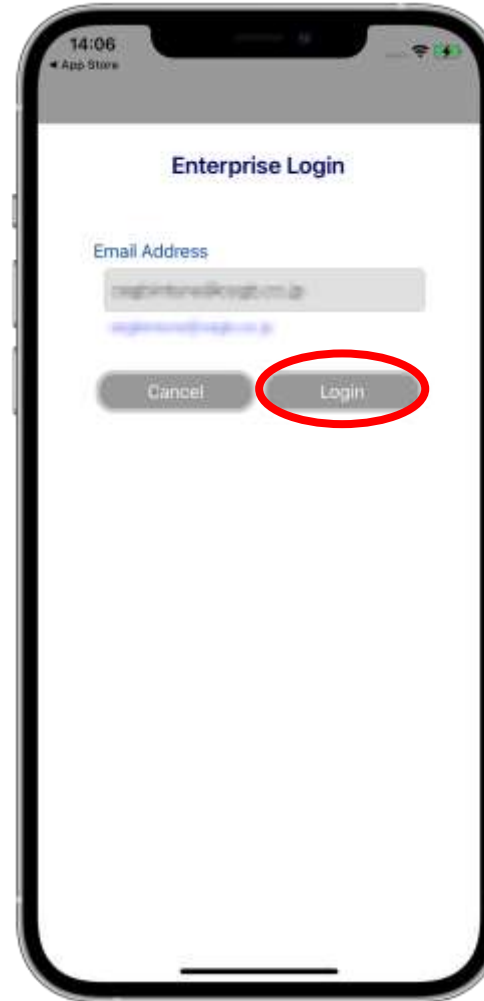 14:06
◀ App Store
Enterprise Login
Email Address
Cancel
Login